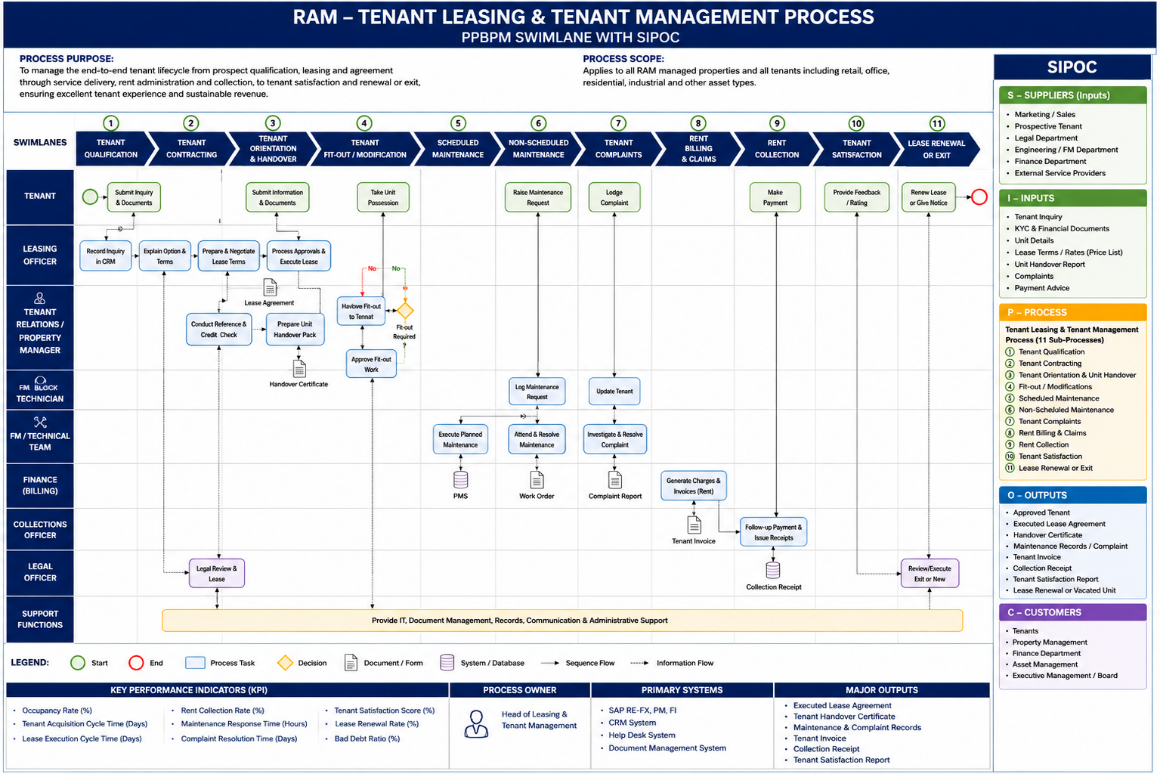 RAM – TENANT LEASING & TENANT MANAGEMENT PROCESS
PPBPM SWIMLANE WITH SIPOC
PROCESS PURPOSE:
To manage the end-to-end tenant lifecycle from prospect qualification, leasing and agreement
through service delivery, rent administration and collection, to tenant satisfaction and renewal or exit,
ensuring excellent tenant experience and sustainable revenue.
PROCESS SCOPE:
Applies to all RAM managed properties and all tenants including retail, office,
residential, industrial and other asset types.
SWIMLANES
1
TENANT
QUALIFICATION
2
TENANT
CONTRACTING
3
TENANT
ORIENTATION
& HANDOVER
4
TENANT
FIT-OUT / MODIFICATION
5
SCHEDULED
MAINTENANCE
6
NON-SCHEDULED
MAINTENANCE
7
TENANT
COMPLAINTS
8
RENT
BILLING
& CLAIMS
9
RENT
COLLECTION
10
TENANT
SATISFACTION
11
LEASE RENEWAL
OR EXIT
TENANT
Submit Inquiry
& Documents
Submit Information
& Documents
Take Unit
Possession
Raise Maintenance
Request
Lodge
Complaint
Make
Payment
Provide Feedback
/ Rating
Renew Lease
or Give Notice
LEASING
OFFICER
Record Inquiry
in CRM
Explain Option &
Terms
Prepare & Negotiate
Lease Terms
Process Approvals &
Execute Lease
No
No
Lease Agreement
TENANT
RELATIONS /
PROPERTY
MANAGER
Conduct Reference &
Credit Check
Prepare Unit
Handover Pack
Handover Certificate
Havlove Fit-out
to Tennat
Fit-out
Required
?
Approve Fit-out
Work
FM BLOCK
TECHNICIAN
Log Maintenance
Request
Update Tenant
FM / TECHNICAL
TEAM
Execute Planned
Maintenance
Attend & Resolve
Maintenance
Investigate & Resolve
Complaint
PMS
Work Order
Complaint Report
FINANCE
(BILLING)
Generate Charges &
Invoices (Rent)
Tenant Invoice
COLLECTIONS
OFFICER
Follow-up Payment &
Issue Receipts
Collection Receipt
LEGAL
OFFICER
Legal Review &
Lease
Review/Execute
Exit or New
SUPPORT
FUNCTIONS
Provide IT, Document Management, Records, Communication & Administrative Support
LEGEND:
Start
End
Process Task
Decision
Document / Form
System / Database
Sequence Flow
Information Flow
KEY PERFORMANCE INDICATORS (KPI)
• Occupancy Rate (%)
• Tenant Acquisition Cycle Time (Days)
• Lease Execution Cycle Time (Days)
• Rent Collection Rate (%)
• Maintenance Response Time (Hours)
• Complaint Resolution Time (Days)
• Tenant Satisfaction Score (%)
• Lease Renewal Rate (%)
• Bad Debt Ratio (%)
PROCESS OWNER
Head of Leasing &
Tenant Management
PRIMARY SYSTEMS
• SAP RE-FX, PM, FI
• CRM System
• Help Desk System
• Document Management System
MAJOR OUTPUTS
• Executed Lease Agreement
• Tenant Handover Certificate
• Maintenance & Complaint Records
• Tenant Invoice
• Collection Receipt
• Tenant Satisfaction Report
SIPOC
S – SUPPLIERS (Inputs)
• Marketing / Sales
• Prospective Tenant
• Legal Department
• Engineering / FM Department
• Finance Department
• External Service Providers
I – INPUTS
• Tenant Inquiry
• KYC & Financial Documents
• Unit Details
• Lease Terms / Rates (Price List)
• Unit Handover Report
• Complaints
• Payment Advice
P – PROCESS
Tenant Leasing & Tenant Management
Process (11 Sub-Processes)
1 Tenant Qualification
2 Tenant Contracting
3 Tenant Orientation & Unit Handover
4 Fit-out / Modifications
5 Scheduled Maintenance
6 Non-Scheduled Maintenance
7 Tenant Complaints
8 Rent Billing & Claims
9 Rent Collection
10 Tenant Satisfaction
11 Lease Renewal or Exit
O – OUTPUTS
• Approved Tenant
• Executed Lease Agreement
• Handover Certificate
• Maintenance Records / Complaint
• Tenant Invoice
• Collection Receipt
• Tenant Satisfaction Report
• Lease Renewal or Vacated Unit
C – CUSTOMERS
• Tenants
• Property Management
• Finance Department
• Asset Management
• Executive Management / Board